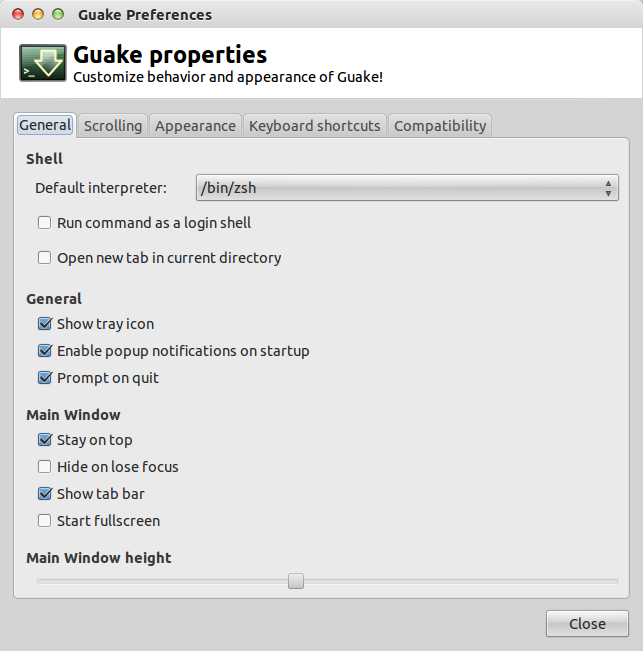 Guake Preferences
>_
Guake properties
Customize behavior and appearance of Guake!
General Scrolling Appearance Keyboard shortcuts Compatibility
Shell
Default interpreter: /bin/zsh
Run command as a login shell
Open new tab in current directory
General
Show tray icon
Enable popup notifications on startup
Prompt on quit
Main Window
Stay on top
Hide on lose focus
Show tab bar
Start fullscreen
Main Window height
Close